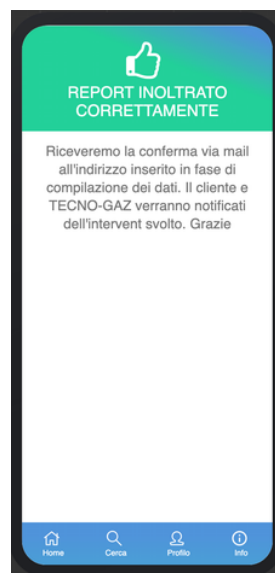 REPORT INOLTRATO
CORRETTAMENTE
Riceveremo la conferma via mail
all'indirizzo inserito in fase di
compilazione dei dati. Il cliente e
TECNO-GAZ verranno notificati
dell'intervent svolto. Grazie
Home Cerca Profilo Info